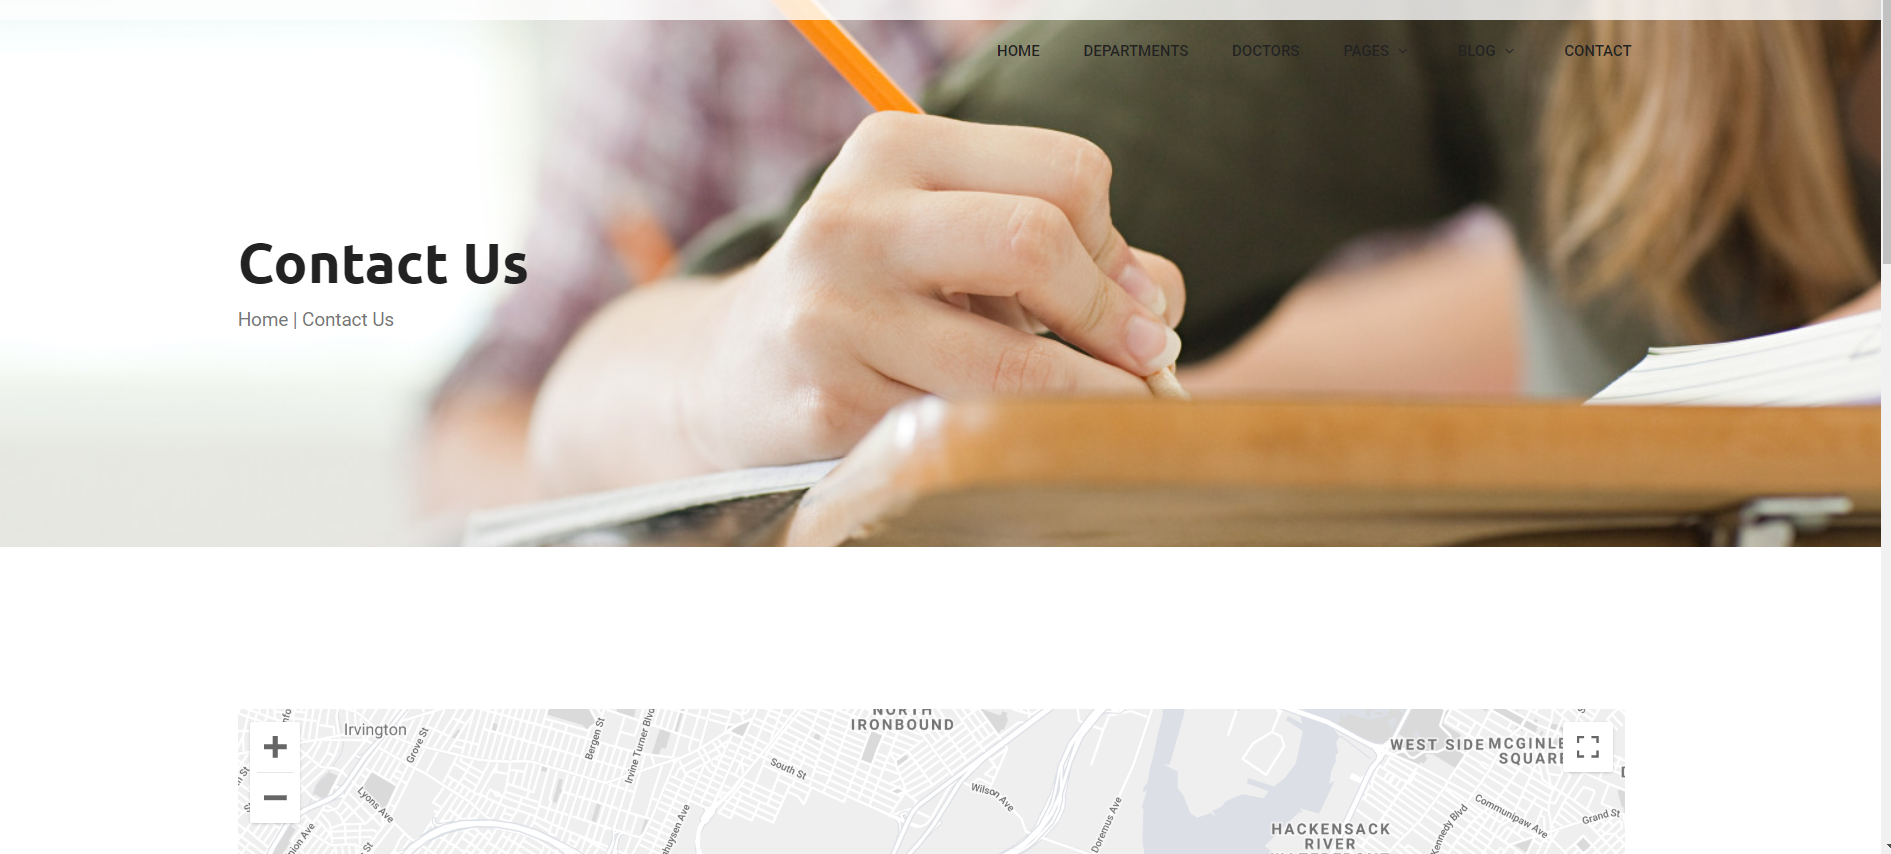 HOME DEPARTMENTS DOCTORS PAGES BLOG CONTACT
Contact Us
Home | Contact Us
Irvington
Grove St
Bergen St
Irvine Turner Blvd
NORTH
IRONBOUND
South St
Wilson Ave
Doremus Ave
Lyons Ave
WEST SIDE
SQUARE
Communipaw Ave
Grand St
Kennedy Blvd
HACKENSACK
RIVER